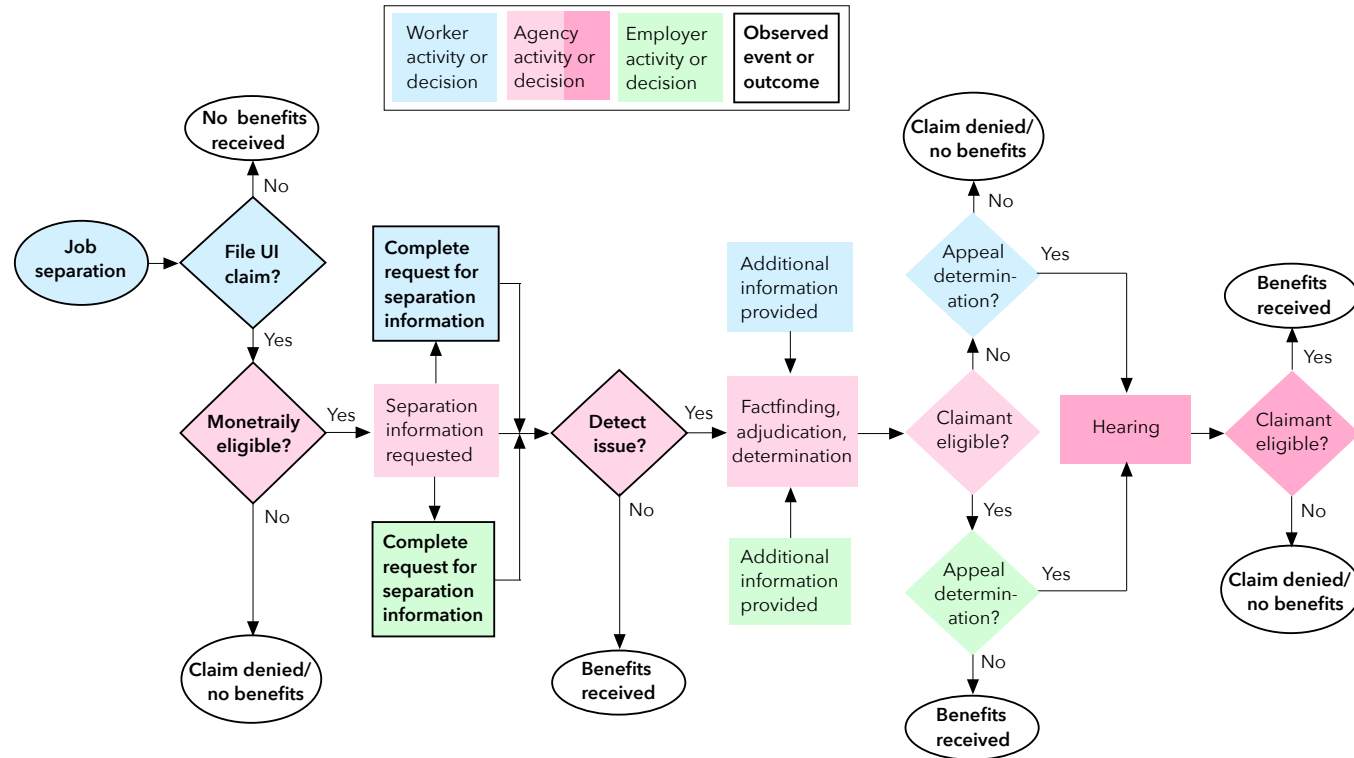 Worker
activity or
decision
Agency
activity or
decision
Employer
activity or
decision
Observed
event or
outcome
No benefits
received
No
Job
separation
File UI
claim?
Yes
Monetraily
eligible?
Yes
No
Claim denied/
no benefits
Complete
request for
separation
information
Separation
information
requested
Complete
request for
separation
information
Detect
issue?
Yes
No
Benefits
received
Additional
information
provided
Factfinding,
adjudication,
determination
Additional
information
provided
Claim denied/
no benefits
No
Appeal
determin-
ation?
Yes
No
Claimant
eligible?
Yes
Appeal
determin-
ation?
Yes
No
Benefits
received
Hearing
Benefits
received
Yes
Claimant
eligible?
No
Claim denied/
no benefits